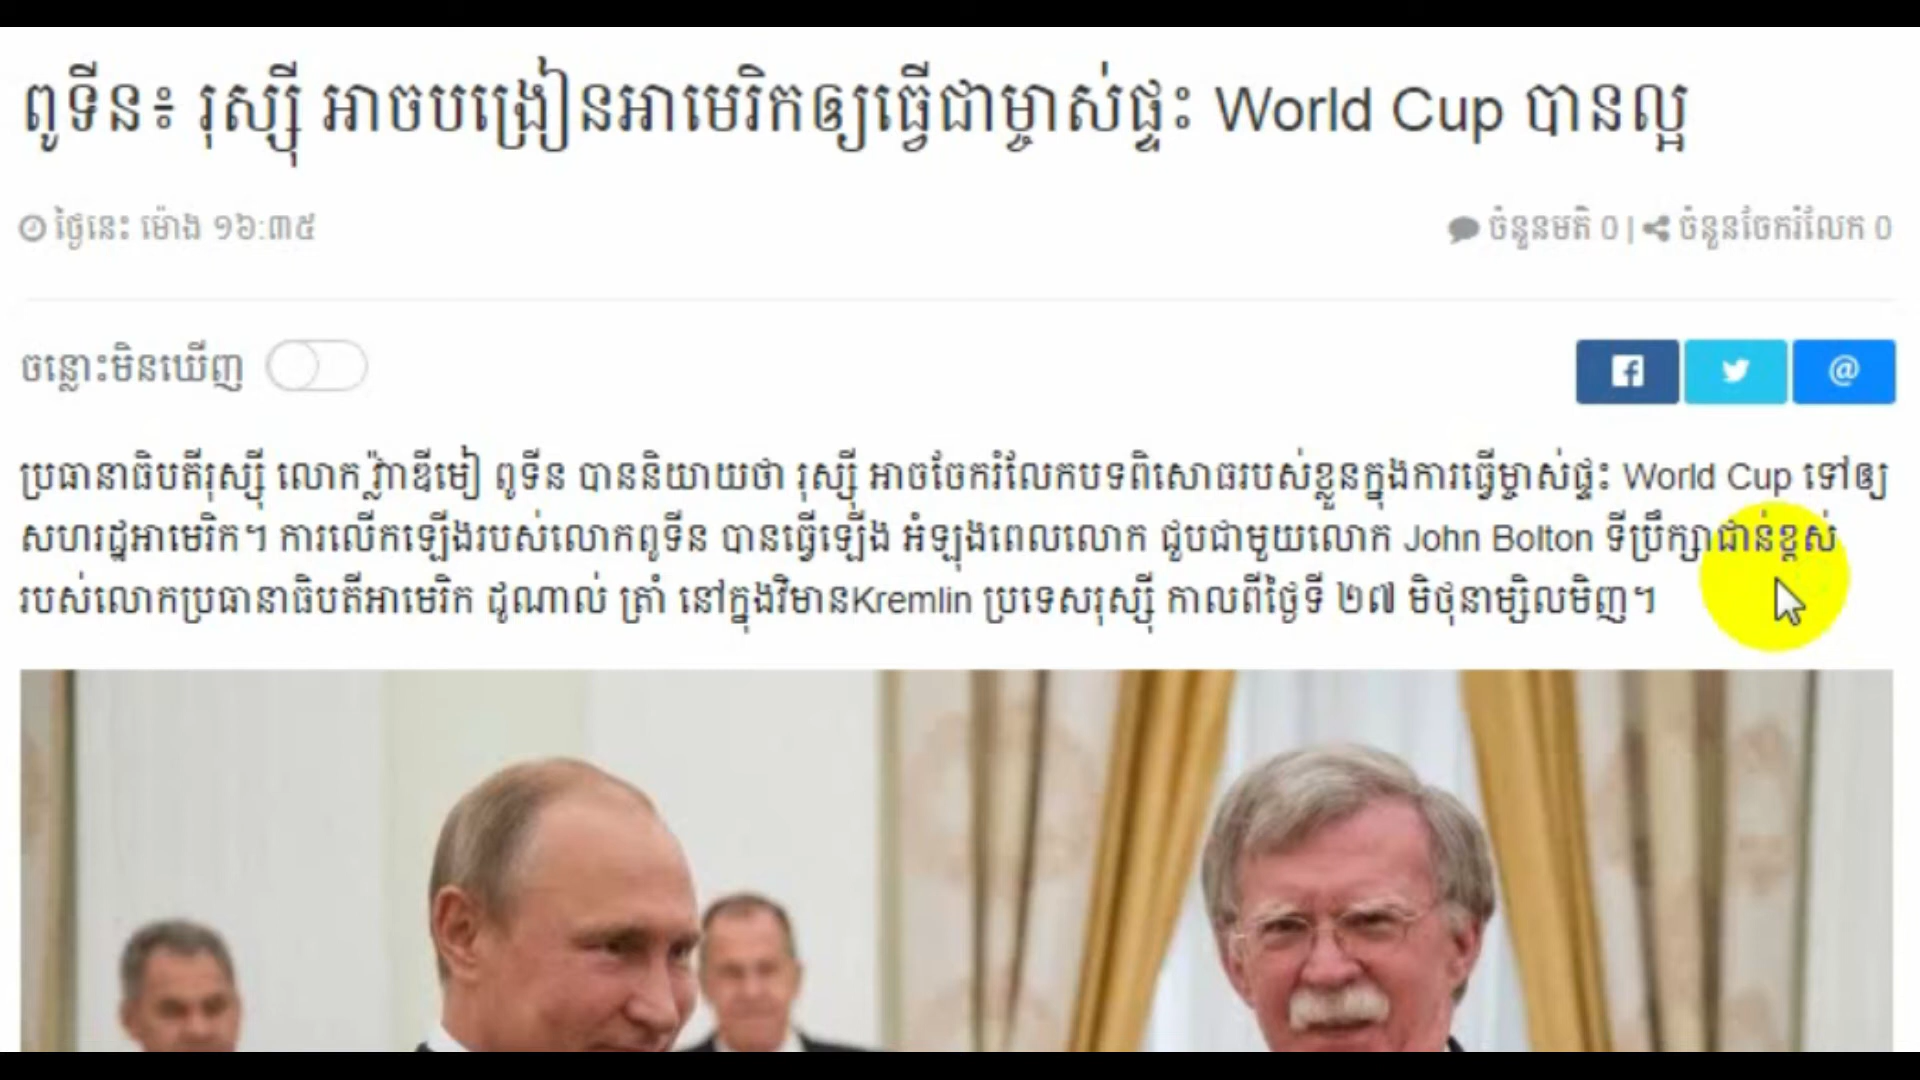 ពូទីន៖ រុស្ស៊ី អាចបង្រៀនអាមេរិកឲ្យធ្វើជាម្ចាស់ផ្ទះ World Cup បានល្អ
ថ្ងៃនេះ ម៉ោង ១៦:៣៥
ចំនួនមតិ 0 | ចំនួនចែករំលែក 0
ចន្លោះមិនឃើញ
ប្រធានាធិបតីរុស្ស៊ី លោក វ្ល៉ាឌីមៀ ពូទីន បាននិយាយថា រុស្ស៊ី អាចចែករំលែកបទពិសោធរបស់ខ្លួនក្នុងការធ្វើម្ចាស់ផ្ទះ World Cup ទៅឲ្យ
សហរដ្ឋអាមេរិក។ ការលើកឡើងរបស់លោកពូទីន បានធ្វើឡើង អំឡុងពេលលោក ជួបជាមួយលោក John Bolton ទីប្រឹក្សាជាន់ខ្ពស់
របស់លោកប្រធានាធិបតីអាមេរិក ដូណាល់ ត្រាំ នៅក្នុងវិមានKremlin ប្រទេសរុស្ស៊ី កាលពីថ្ងៃទី ២៧ មិថុនាម្សិលមិញ។